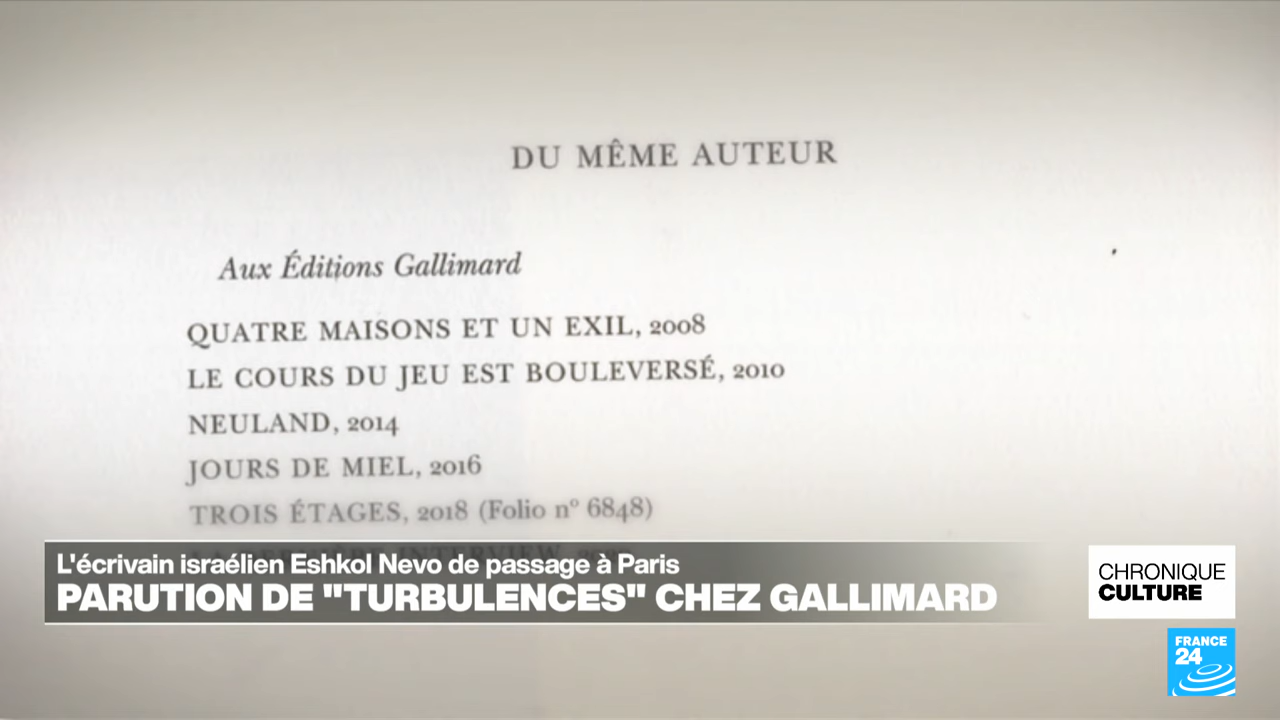 DU MÊME AUTEUR
Aux Éditions Gallimard
QUATRE MAISONS ET UN EXIL, 2008
LE COURS DU JEU EST BOULEVERSÉ, 2010
NEULAND, 2014
JOURS DE MIEL, 2016
TROIS ÉTAGES, 2018 (Folio nº 6848)
L'écrivain israélien Eshkol Nevo de passage à Paris
PARUTION DE "TURBULENCES" CHEZ GALLIMARD
CHRONIQUE
CULTURE
FRANCE
24